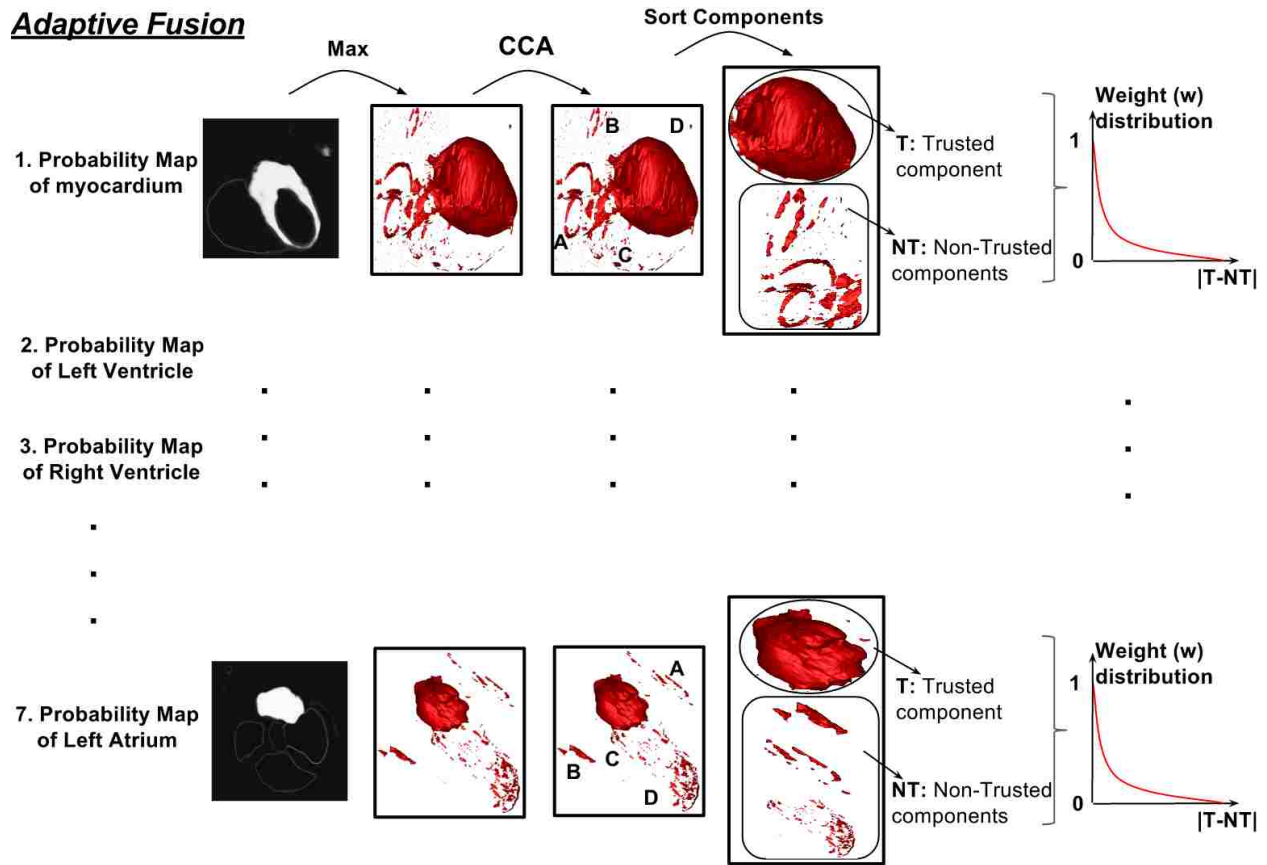 Adaptive Fusion
Max
CCA
Sort Components
1. Probability Map
of myocardium
A
B
C
D
T: Trusted
component
NT: Non-Trusted
components
Weight (w)
distribution
1
0
|T-NT|
2. Probability Map
of Left Ventricle
3. Probability Map
of Right Ventricle
7. Probability Map
of Left Atrium
A
B
C
D
T: Trusted
component
NT: Non-Trusted
components
Weight (w)
distribution
1
0
|T-NT|